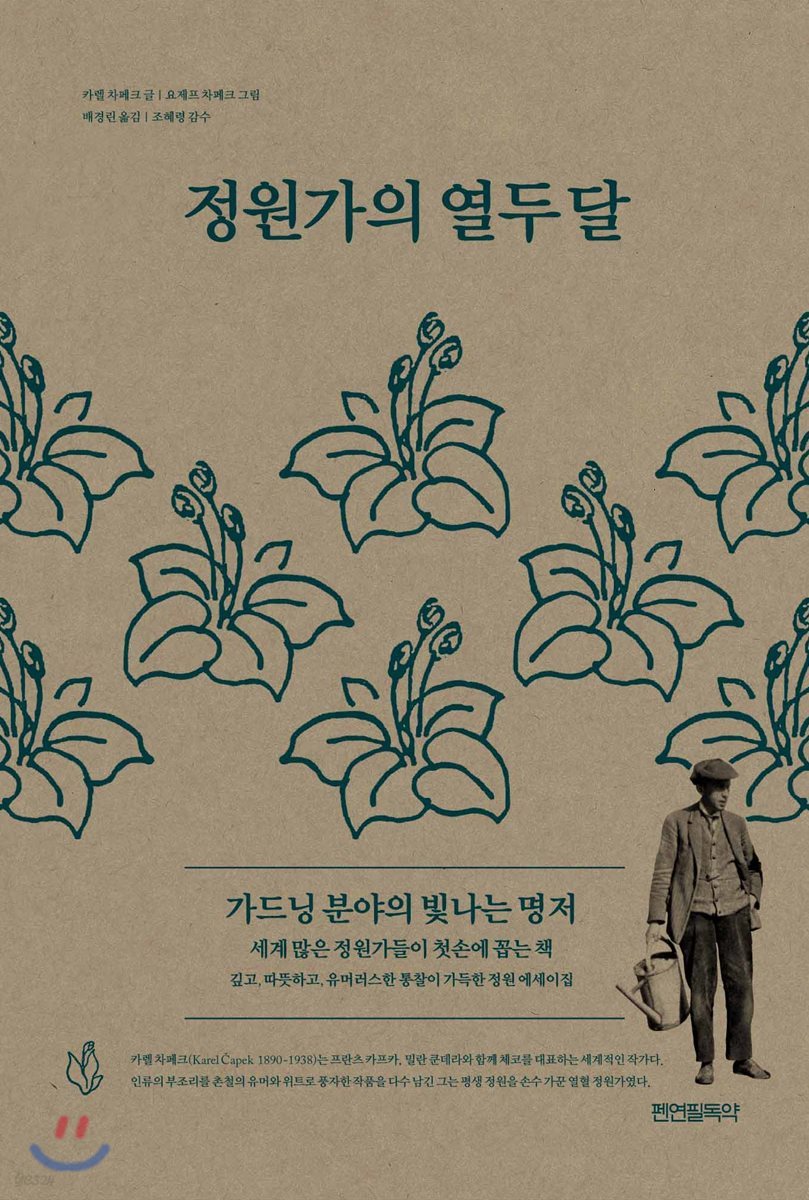 카렐 차페크 글 | 요제프 차페크 그림
배경린 옮김 | 조혜령 감수
정원가의 열두 달
가드닝 분야의 빛나는 명저
세계 많은 정원가들이 첫손에 꼽는 책
깊고, 따뜻하고, 유머러스한 통찰이 가득한 정원 에세이집
카렐 차페크(Karel Čapek 1890-1938)는 프란츠 카프카, 밀란 쿤데라와 함께 체코를 대표하는 세계적인 작가다.
인류의 부조리를 촌철의 유머와 위트로 풍자한 작품을 다수 남긴 그는 평생 정원을 손수 가꾼 열혈 정원가였다.
펜연필독약
yes24